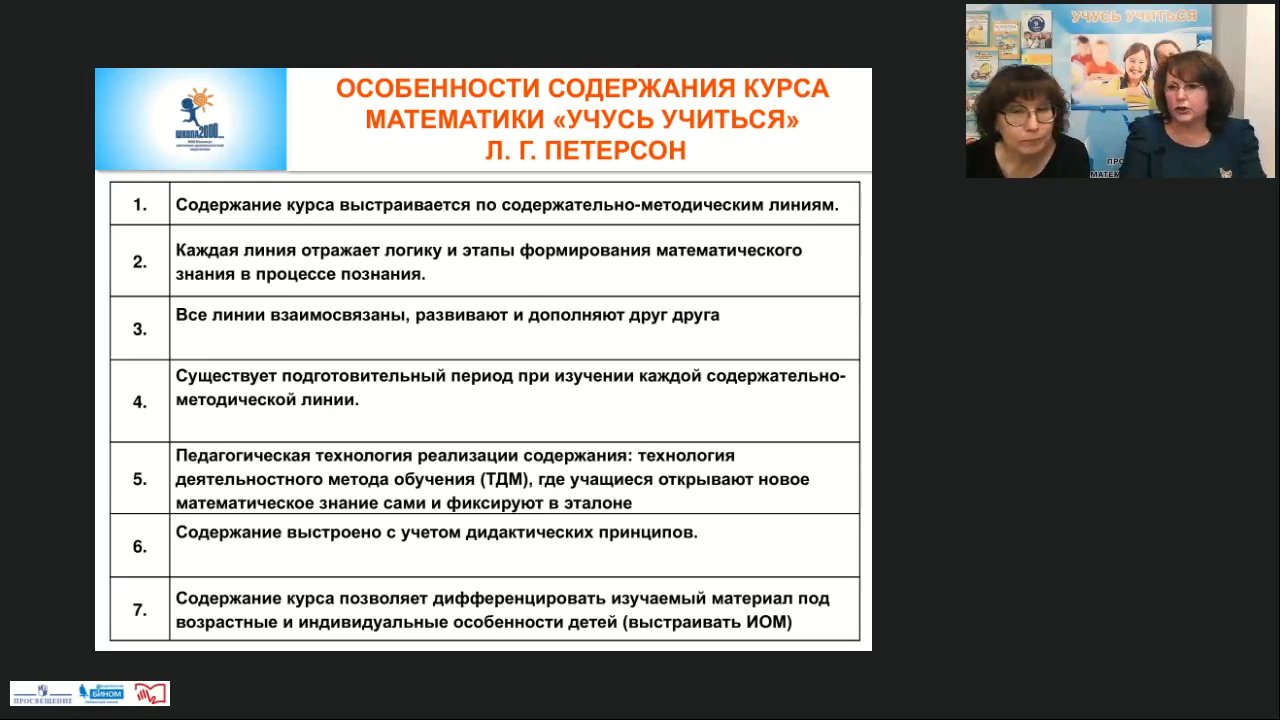 УЧУСЬ УЧИТЬСЯ
ОСОБЕННОСТИ СОДЕРЖАНИЯ КУРСА
МАТЕМАТИКИ «УЧУСЬ УЧИТЬСЯ»
Л. Г. ПЕТЕРСОН
ШКОЛА2000...
1. Содержание курса выстраивается по содержательно-методическим линиям.
2. Каждая линия отражает логику и этапы формирования математического
знания в процессе познания.
3. Все линии взаимосвязаны, развивают и дополняют друг друга
4. Существует подготовительный период при изучении каждой содержательно-
методической линии.
5. Педагогическая технология реализации содержания: технология
деятельностного метода обучения (ТДМ), где учащиеся открывают новое
математическое знание сами и фиксируют в эталоне
6. Содержание выстроено с учетом дидактических принципов.
7. Содержание курса позволяет дифференцировать изучаемый материал под
возрастные и индивидуальные особенности детей (выстраивать ИОМ)
ПРОСВЕЩЕНИЕ
БИНОМ